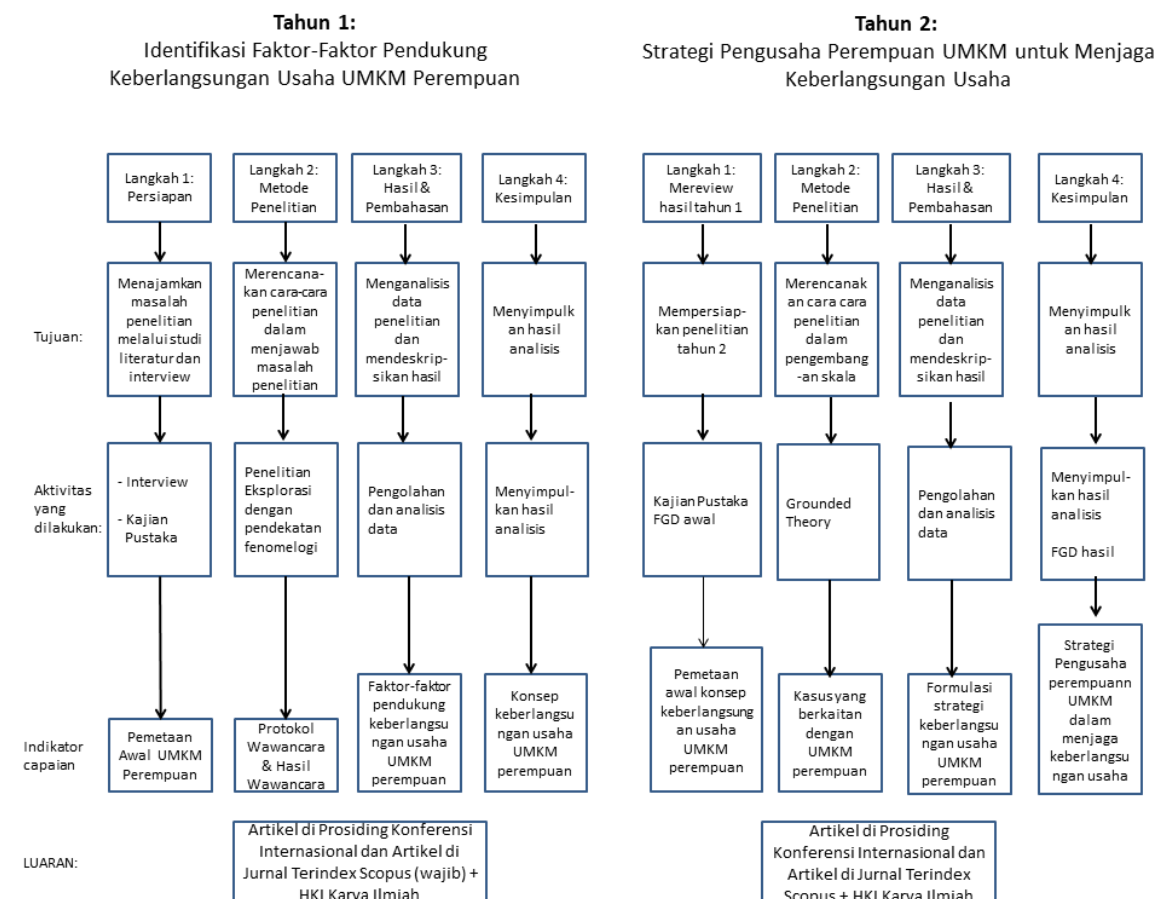 Tahun 1:
Identifikasi Faktor-Faktor Pendukung
Keberlangsungan Usaha UMKM Perempuan
Tahun 2:
Strategi Pengusaha Perempuan UMKM untuk Menjaga
Keberlangsungan Usaha
Langkah 1:
Persiapan
Langkah 2:
Metode
Penelitian
Langkah 3:
Hasil &
Pembahasan
Langkah 4:
Kesimpulan
Langkah 1:
Mereview
hasil tahun 1
Langkah 2:
Metode
Penelitian
Langkah 3:
Hasil &
Pembahasan
Langkah 4:
Kesimpulan
Tujuan:
Menajamkan
masalah
penelitian
melalui studi
literatur dan
interview
Merencana-
kan cara-cara
penelitian
dalam
menjawab
masalah
penelitian
Menganalisis
data
penelitian
dan
mendeskrip-
sikan hasil
Menyimpulk
an hasil
analisis
Mempersiap-
kan penelitian
tahun 2
Merencanak
an cara cara
penelitian
dalam
pengembang
-an skala
Menganalisis
data
penelitian
dan
mendeskrip-
sikan hasil
Menyimpulk
an hasil
analisis
Aktivitas
yang
dilakukan:
- Interview
- Kajian
Pustaka
Penelitian
Eksplorasi
dengan
pendekatan
fenomelogi
Pengolahan
dan analisis
data
Menyimpul-
kan hasil
analisis
Kajian Pustaka
FGD awal
Grounded
Theory
Pengolahan
dan analisis
data
Menyimpul-
kan hasil
analisis
FGD hasil
Indikator
capaian
Pemetaan
Awal UMKM
Perempuan
Protokol
Wawancara
& Hasil
Wawancara
Faktor-faktor
pendukung
keberlangsu
ngan usaha
UMKM
perempuan
Konsep
keberlangsu
ngan usaha
UMKM
perempuan
Pemetaan
awal konsep
keberlangsung
an usaha
UMKM
perempuan
Kasus yang
berkaitan
dengan
UMKM
perempuan
Formulasi
strategi
keberlangsu
ngan usaha
UMKM
perempuan
Strategi
Pengusaha
perempuann
UMKM
dalam
menjaga
keberlangsu
ngan usaha
LUARAN:
Artikel di Prosiding Konferensi
Internasional dan Artikel di
Jurnal Terindex Scopus (wajib) +
HKI Karya Ilmiah
Artikel di Prosiding
Konferensi Internasional dan
Artikel di Jurnal Terindex
Scopus + HKI Karya Ilmiah